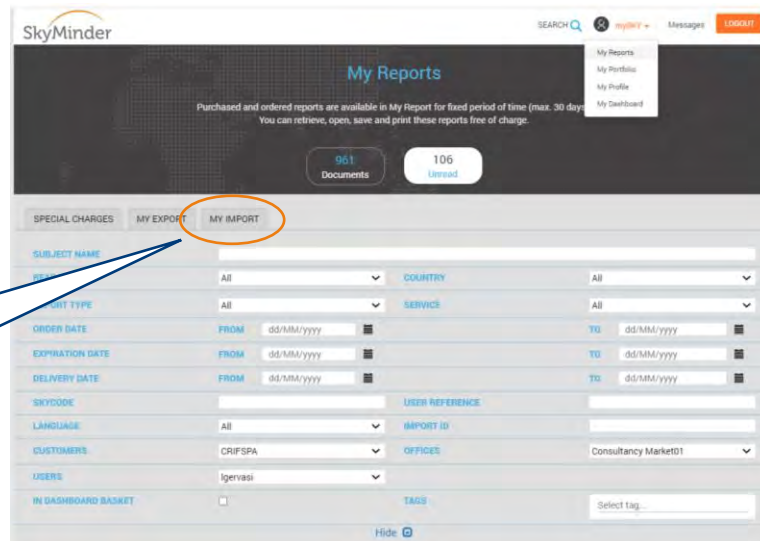 SkyMinder
SEARCH mySKY Messages LOGOUT
My Reports
My Portfolio
My Profile
My Dashboard
My Reports
Purchased and ordered reports are available in My Report for fixed period of time (max. 30 days
You can retrieve, open, save and print these reports free of charge.
961 Documents
106 Unread
SPECIAL CHARGES MY EXPORT MY IMPORT
SUBJECT NAME
All COUNTRY All
TYPE All SERVICE All
ORDER DATE FROM dd/MM/yyyy TO dd/MM/yyyy
EXPIRATION DATE FROM dd/MM/yyyy TO dd/MM/yyyy
DELIVERY DATE FROM dd/MM/yyyy TO dd/MM/yyyy
SKYCODE USER REFERENCE
LANGUAGE All IMPORT ID
CUSTOMERS CRIFSPA OFFICES Consultancy Market01
USERS lgervasi
IN DASHBOARD BASKET TAGS Select tag...
Hide